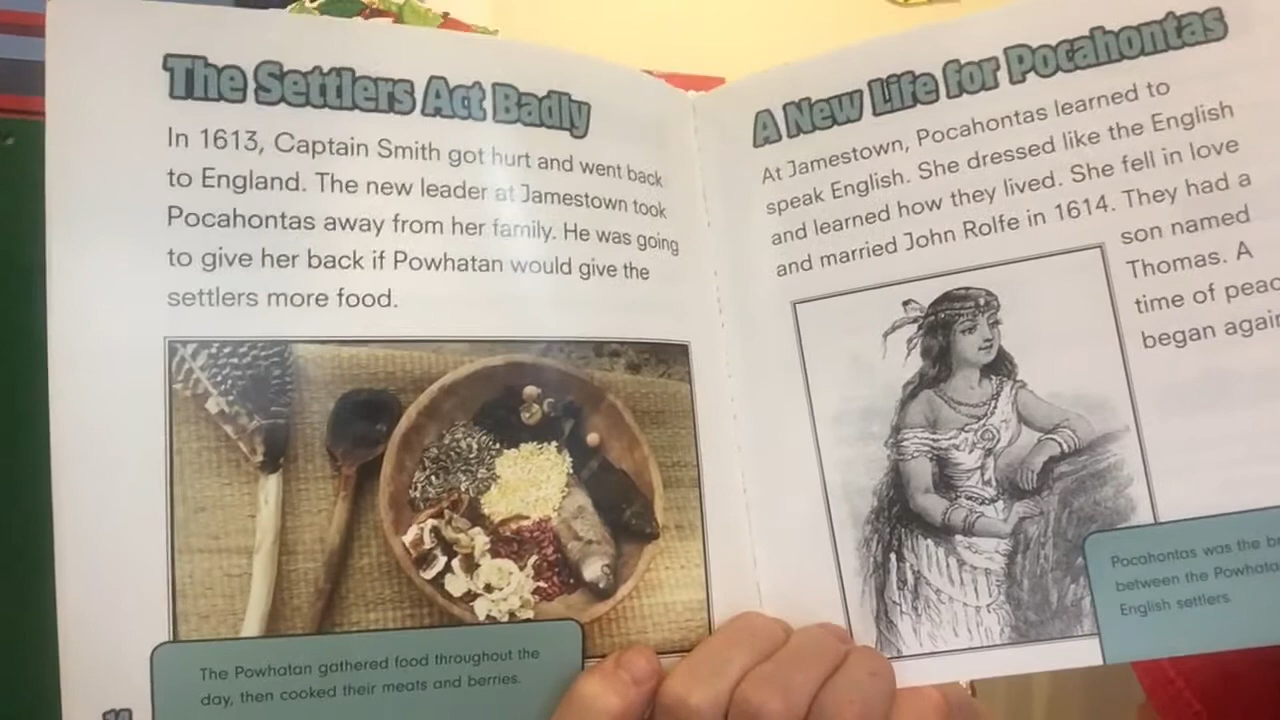 The Settlers Act Badly
In 1613, Captain Smith got hurt and went back
to England. The new leader at Jamestown took
Pocahontas away from her family. He was going
to give her back if Powhatan would give the
settlers more food.
The Powhatan gathered food throughout the
day, then cooked their meats and berries.
14
A New Life for Pocahontas
At Jamestown, Pocahontas learned to
speak English. She dressed like the English
and learned how they lived. She fell in love
and married John Rolfe in 1614. They had a
son named
Thomas. A
time of peac
began again
Pocahontas was the br
between the Powhata
English settlers.